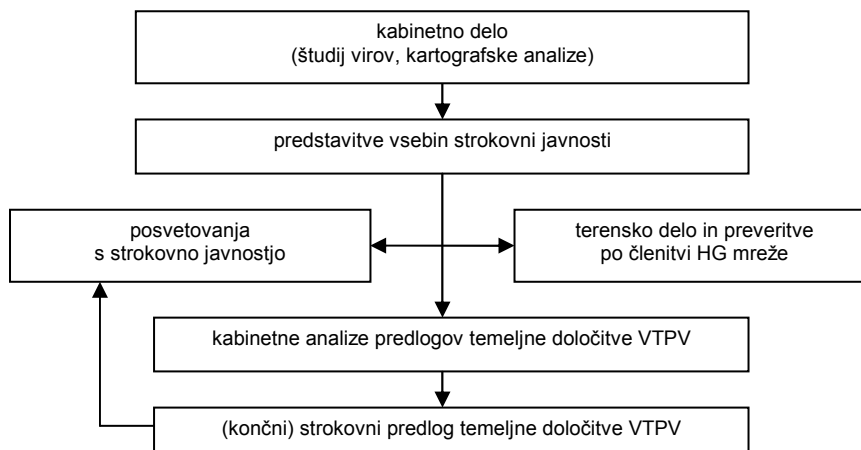 kabinetno delo
(študij virov, kartografske analize)
predstavitve vsebin strokovni javnosti
posvetovanja
s strokovno javnostjo
terensko delo in preveritve
po členitvi HG mreže
kabinetne analize predlogov temeljne določitve VTPV
(končni) strokovni predlog temeljne določitve VTPV